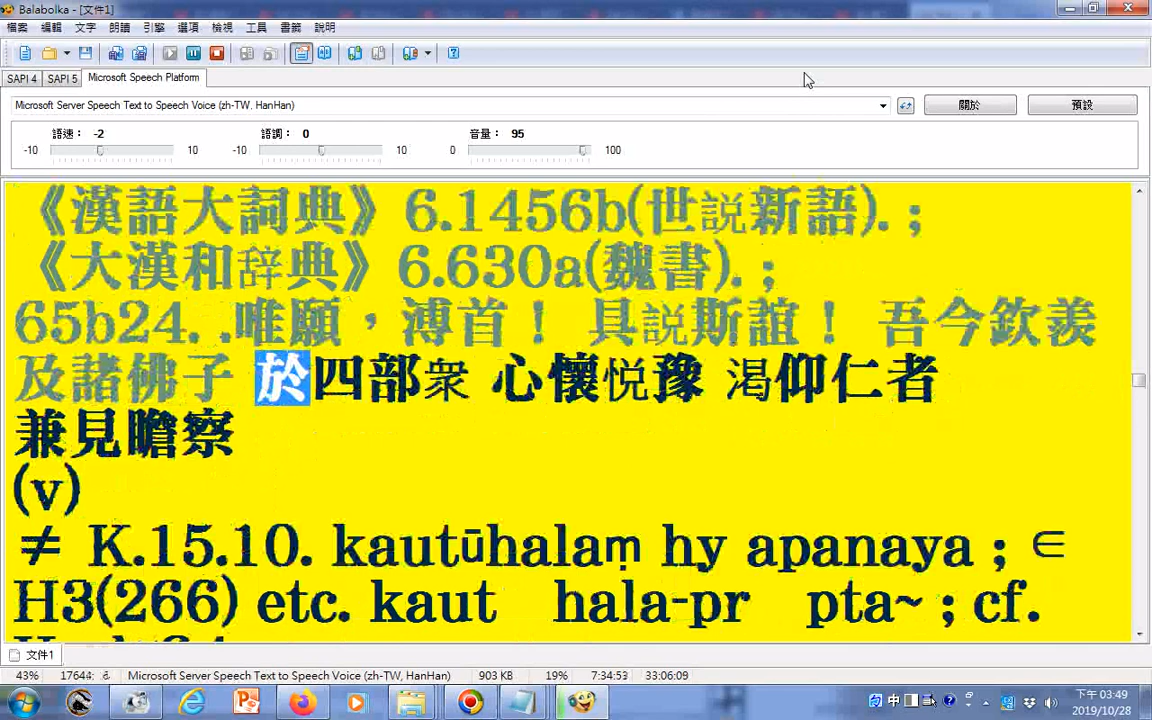 Balabolka - [文件1]
檔案 編輯 文字 朗讀 引擎 選項 檢視 工具 書籤 說明
SAPI 4 SAPI 5 Microsoft Speech Platform
Microsoft Server Speech Text to Speech Voice (zh-TW, HanHan) 關於 預設
語速: -2 語調: 0 音量: 95
-10 10 -10 10 0 100
《漢語大詞典》 6.1456b(世説新語). ;
《大漢和辞典》 6.630a(魏書). ;
65b24. .唯願,溥首! 具説斯誼! 吾今欽羨
及諸佛子 於四部衆 心懷悦豫 渇仰仁者
兼見瞻察
(v)
≠ K.15.10. kautūhalaṃ hy apanaya ; ∈
H3(266) etc. kaut hala-pr pta~ ; cf.
文件1
43% Microsoft Server Speech Text to Speech Voice (zh-TW, HanHan) 903 KB 19% 7:34:53 33:06:09
中 下午 03:49
2019/10/28